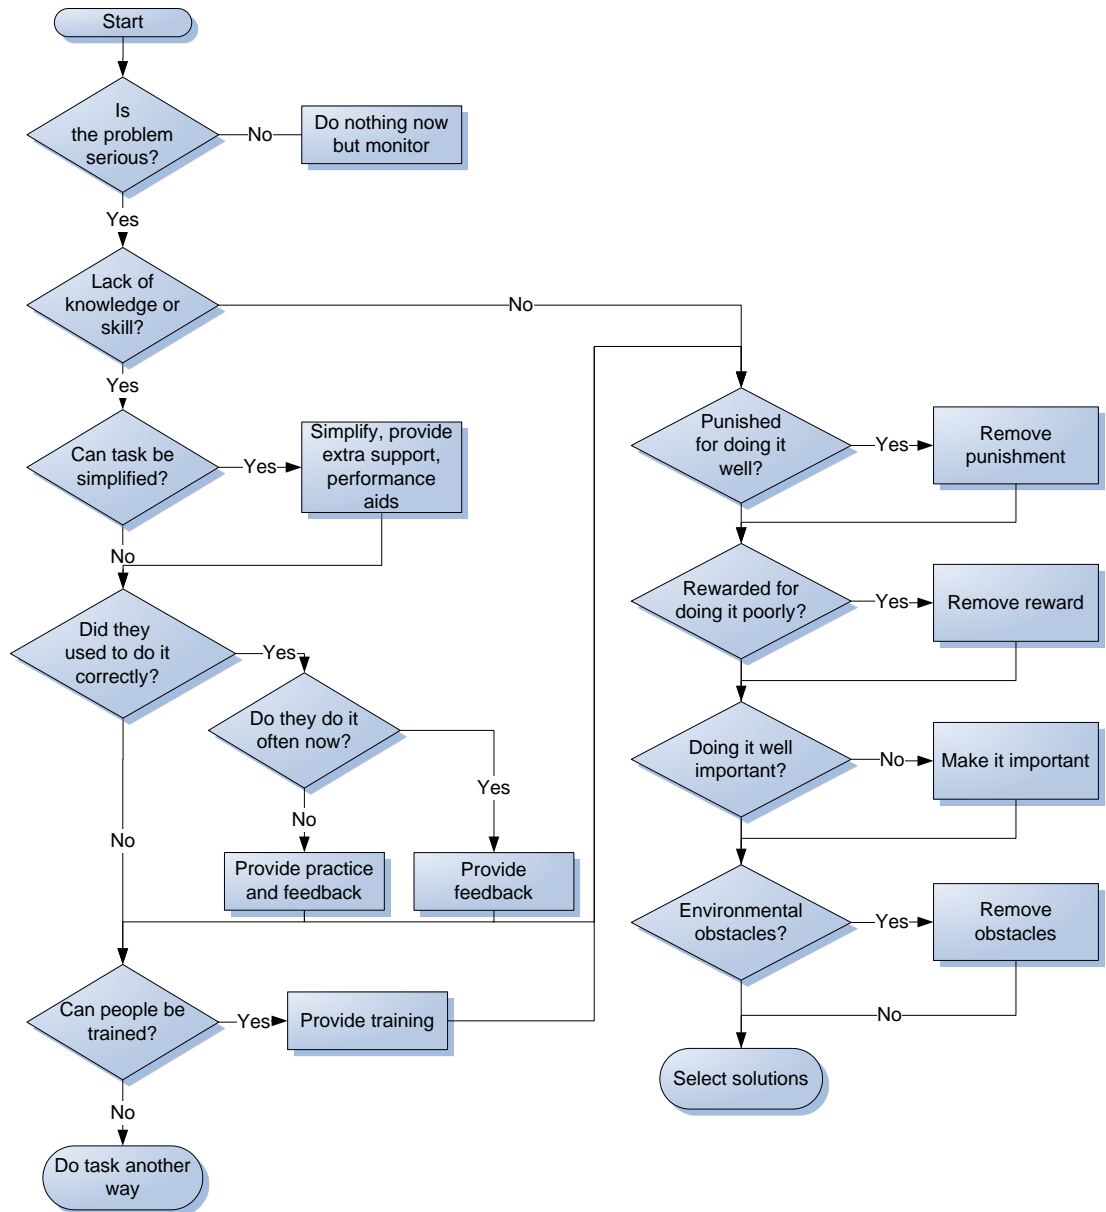 Start
Is
the problem
serious?
No
Do nothing now
but monitor
Yes
Lack of
knowledge or
skill?
No
Yes
Can task be
simplified?
Yes
Simplify, provide
extra support,
performance
aids
No
Did they
used to do it
correctly?
Yes
Do they do it
often now?
Yes
No
No
Provide practice
and feedback
Provide
feedback
Can people be
trained?
Yes
Provide training
No
Do task another
way
Punished
for doing it
well?
Yes
Remove
punishment
Rewarded for
doing it poorly?
Yes
Remove reward
Doing it well
important?
No
Make it important
Environmental
obstacles?
Yes
Remove
obstacles
No
Select solutions